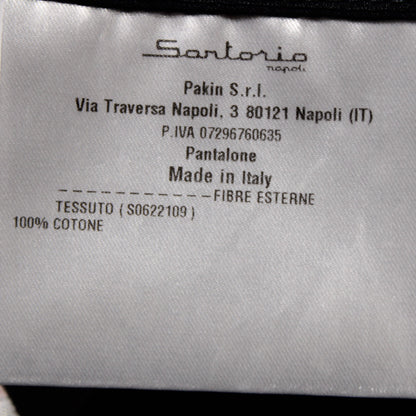 Sartorio
napoli
Pakin S.r.l.
Via Traversa Napoli, 3 80121 Napoli (IT)
P.IVA 07296760635
Pantalone
Made in Italy
------------FIBRE ESTERNE
TESSUTO ( S0622109 )
100% COTONE